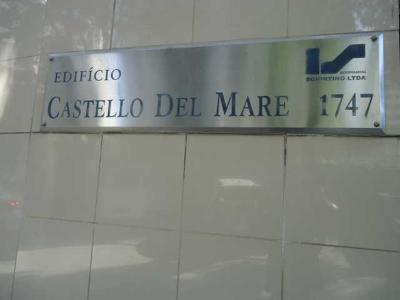 EDIFÍCIO
CASTELLO DEL MARE 1747
LTDA